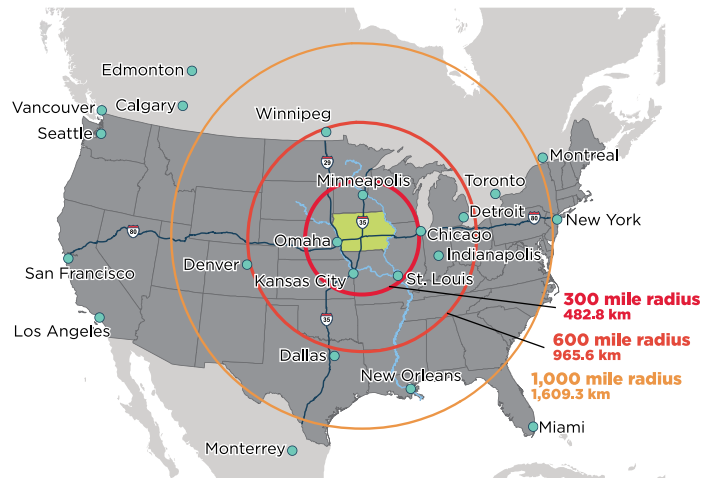 Edmonton
Vancouver
Calgary
Seattle
Winnipeg
Montreal
29
Minneapolis
Toronto
Detroit
80
New York
35
80
Omaha
Chicago
Indianapolis
San Francisco
Denver
Kansas City
St. Louis
300 mile radius
482.8 km
35
Los Angeles
600 mile radius
965.6 km
Dallas
New Orleans
1,000 mile radius
1,609.3 km
Miami
Monterrey